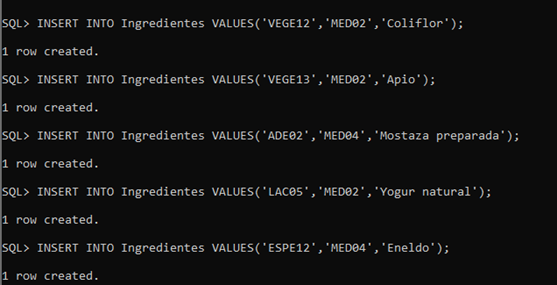 SQL> INSERT INTO Ingredientes VALUES('VEGE12','MED02','Coliflor');
1 row created.
SQL> INSERT INTO Ingredientes VALUES('VEGE13','MED02','Apio');
1 row created.
SQL> INSERT INTO Ingredientes VALUES('ADE02','MED04','Mostaza preparada');
1 row created.
SQL> INSERT INTO Ingredientes VALUES('LAC05','MED02','Yogur natural');
1 row created.
SQL> INSERT INTO Ingredientes VALUES('ESPE12','MED04','Eneldo');
1 row created.